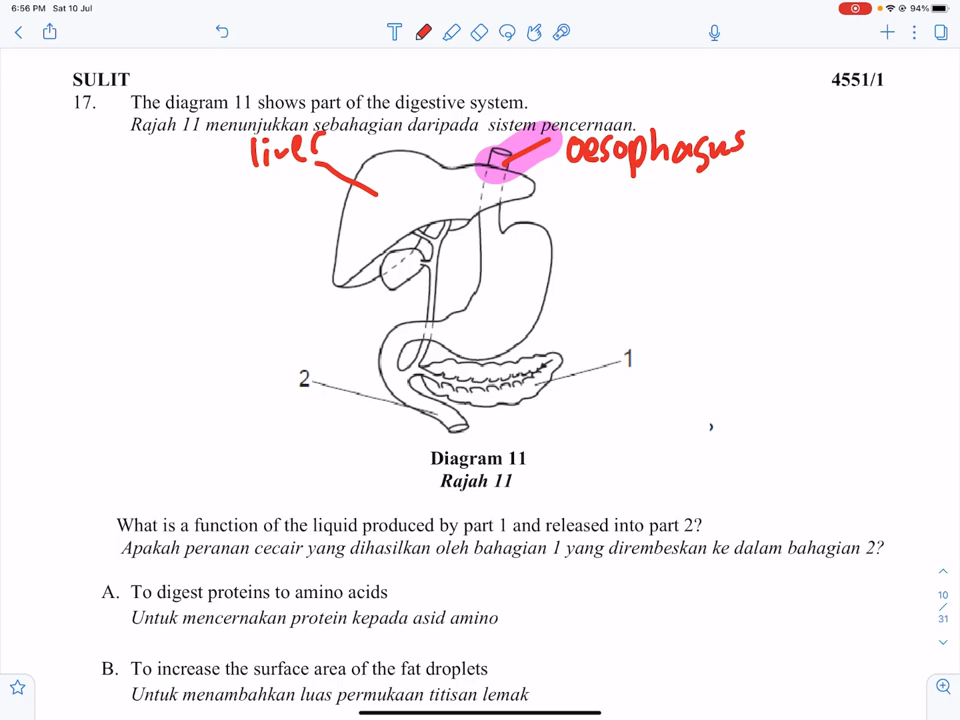 6:56 PM Sat 10 Jul
94%
SULIT 4551/1
17. The diagram 11 shows part of the digestive system.
Rajah 11 menunjukkan sebahagian daripada sistem pencernaan.
liver
oesophagus
1
2
Diagram 11
Rajah 11
What is a function of the liquid produced by part 1 and released into part 2?
Apakah peranan cecair yang dihasilkan oleh bahagian 1 yang dirembeskan ke dalam bahagian 2?
A. To digest proteins to amino acids
Untuk mencernakan protein kepada asid amino
B. To increase the surface area of the fat droplets
Untuk menambahkan luas permukaan titisan lemak
10
/
31